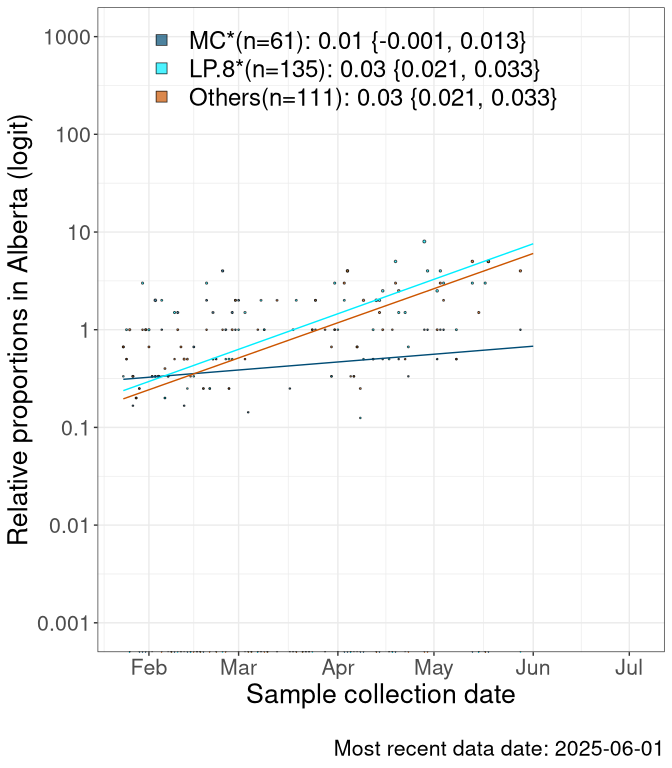 MC*(n=61): 0.01 {-0.001, 0.013}
LP.8*(n=135): 0.03 {0.021, 0.033}
Others(n=111): 0.03 {0.021, 0.033}
Relative proportions in Alberta (logit)
1000
100
10
1
0.1
0.01
0.001
Feb Mar Apr May Jun Jul
Sample collection date
Most recent data date: 2025-06-01